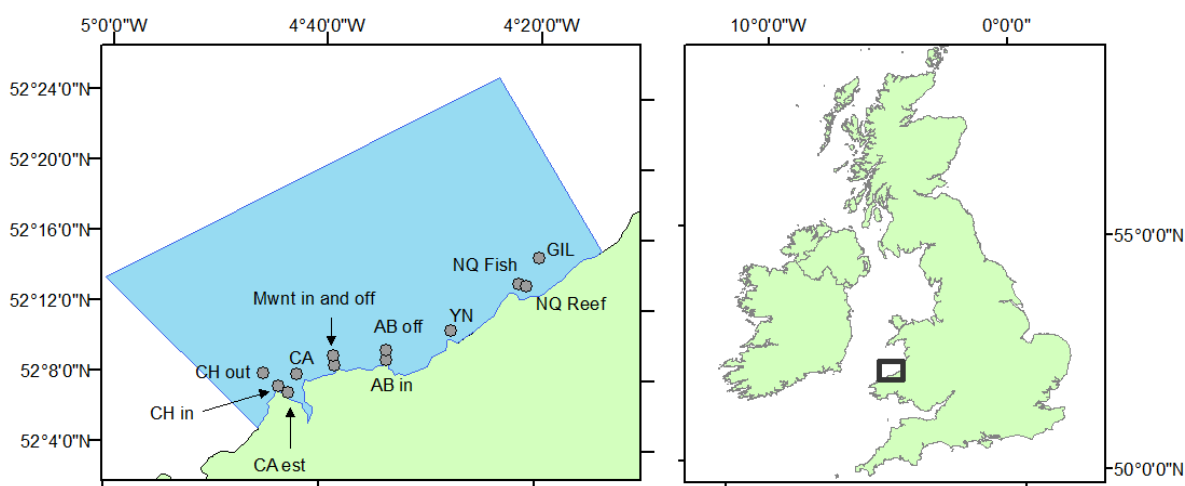 5°0'0"W
4°40'0"W
4°20'0"W
10°0'0"W
0°0'0"
52°24'0"N
52°20'0"N
52°16'0"N
52°12'0"N
52°8'0"N
52°4'0"N
GIL
NQ Fish
NQ Reef
Mwnt in and off
YN
AB off
AB in
CA
CH out
CH in
CA est
55°0'0"N
50°0'0"N